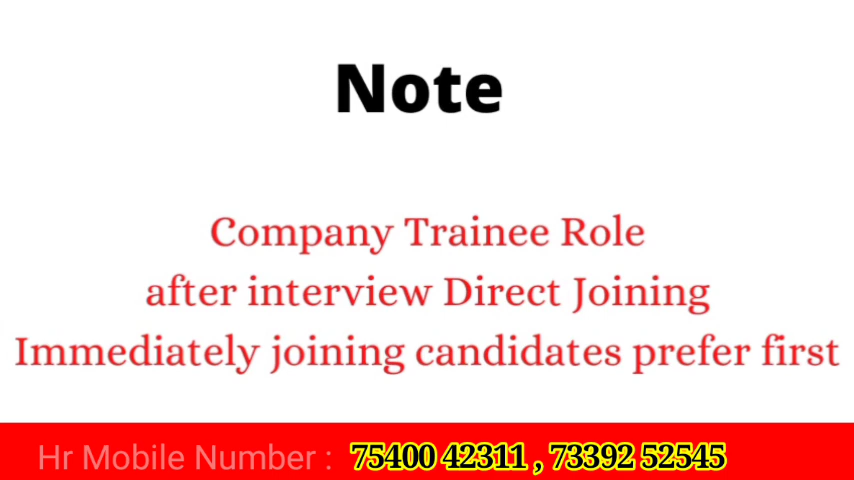 Note
Company Trainee Role
after interview Direct Joining
Immediately joining candidates prefer first
Hr Mobile Number : 75400 42311 , 73392 52545